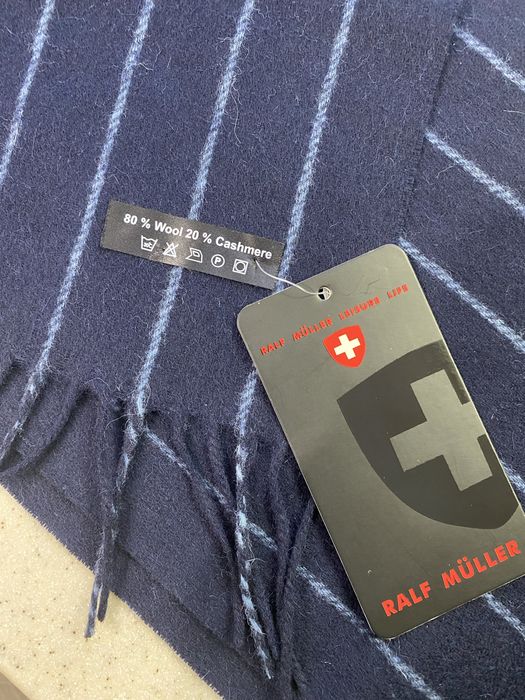 80 % Wool 20 % Cashmere
P
RALF MÜLLER LEISURE LIFE
RALF MÜLLER